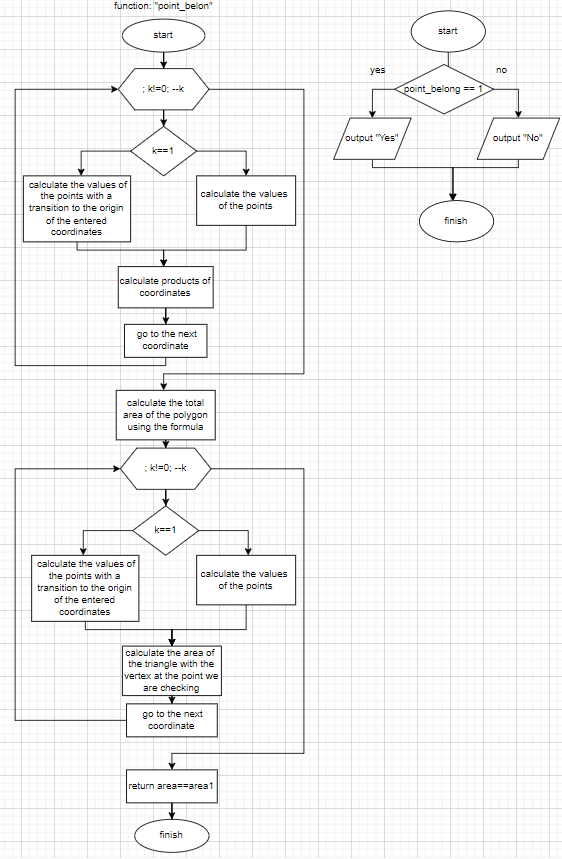 function: "point_belon"
start
; k!=0; --k
k==1
calculate the values of
the points with a
transition to the origin
of the entered
coordinates
calculate the values
of the points
calculate products of
coordinates
go to the next
coordinate
calculate the total
area of the polygon
using the formula
; k!=0; --k
k==1
calculate the values of
the points with a
transition to the origin
of the entered
coordinates
calculate the values
of the points
calculate the area of
the triangle with the
vertex at the point we
are checking
go to the next
coordinate
return area==area1
finish
start
yes
no
point_belong == 1
output "Yes"
output "No"
finish